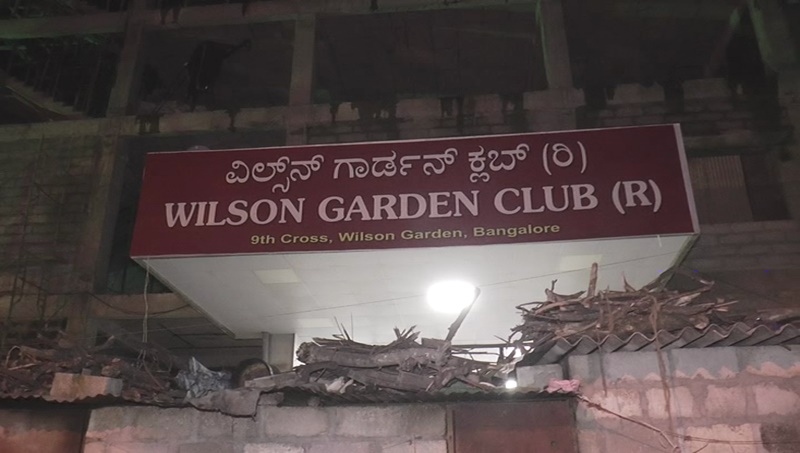 ವಿಲ್ಸನ್ ಗಾರ್ಡನ್ ಕ್ಲಬ್ (ರಿ)
WILSON GARDEN CLUB (R)
9th Cross, Wilson Garden, Bangalore